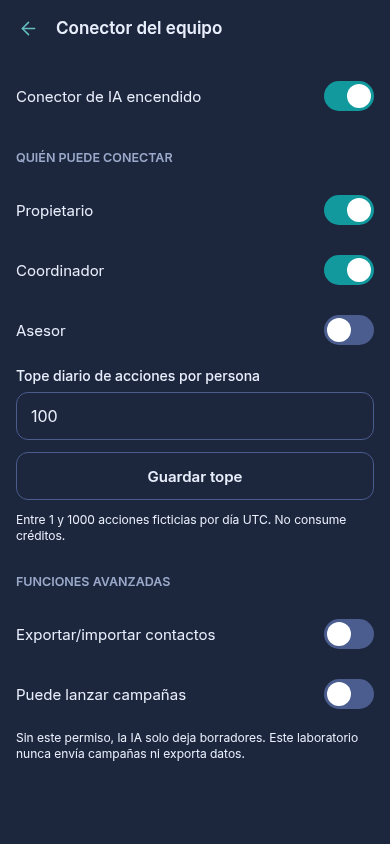 Conector del equipo
Conector de IA encendido
QUIÉN PUEDE CONECTAR
Propietario
Coordinador
Asesor
Tope diario de acciones por persona
100
Guardar tope
Entre 1 y 1000 acciones ficticias por día UTC. No consume
créditos.
FUNCIONES AVANZADAS
Exportar/importar contactos
Puede lanzar campañas
Sin este permiso, la IA solo deja borradores. Este laboratorio
nunca envía campañas ni exporta datos.